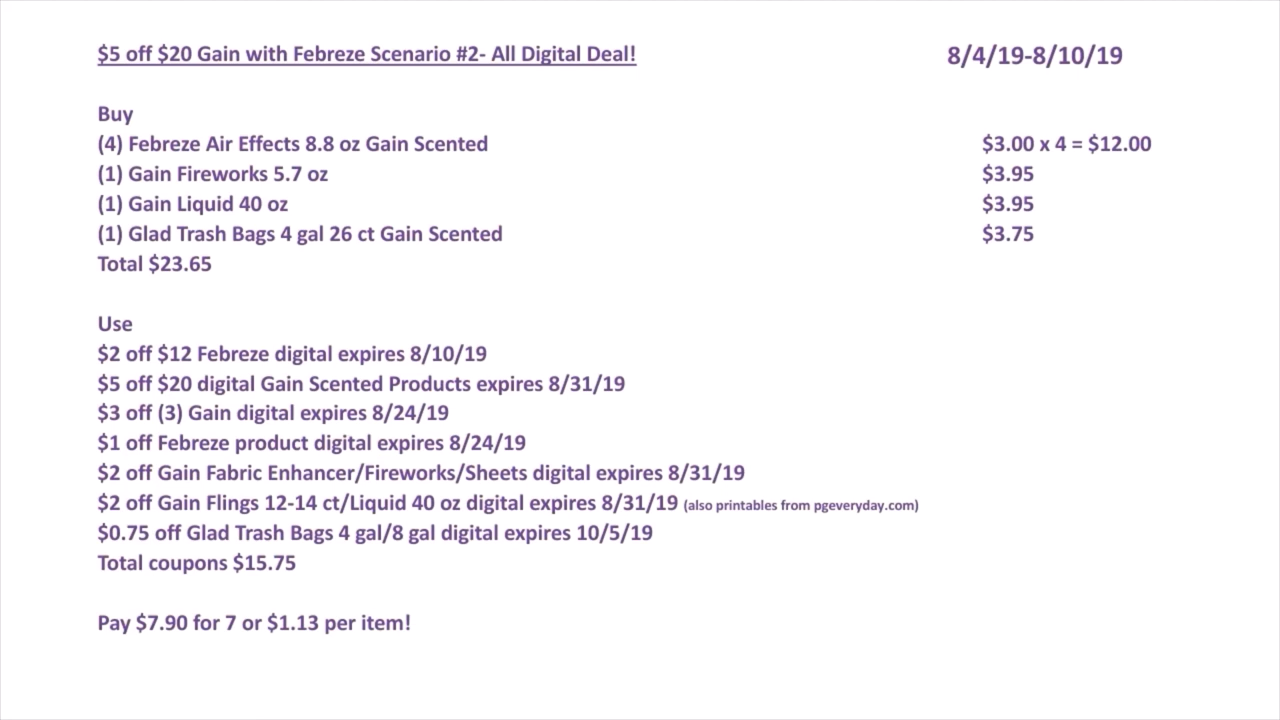 $5 off $20 Gain with Febreze Scenario #2- All Digital Deal! 8/4/19-8/10/19
Buy
(4) Febreze Air Effects 8.8 oz Gain Scented $3.00 x 4 = $12.00
(1) Gain Fireworks 5.7 oz $3.95
(1) Gain Liquid 40 oz $3.95
(1) Glad Trash Bags 4 gal 26 ct Gain Scented $3.75
Total $23.65
Use
$2 off $12 Febreze digital expires 8/10/19
$5 off $20 digital Gain Scented Products expires 8/31/19
$3 off (3) Gain digital expires 8/24/19
$1 off Febreze product digital expires 8/24/19
$2 off Gain Fabric Enhancer/Fireworks/Sheets digital expires 8/31/19
$2 off Gain Flings 12-14 ct/Liquid 40 oz digital expires 8/31/19 (also printables from pgeveryday.com)
$0.75 off Glad Trash Bags 4 gal/8 gal digital expires 10/5/19
Total coupons $15.75
Pay $7.90 for 7 or $1.13 per item!